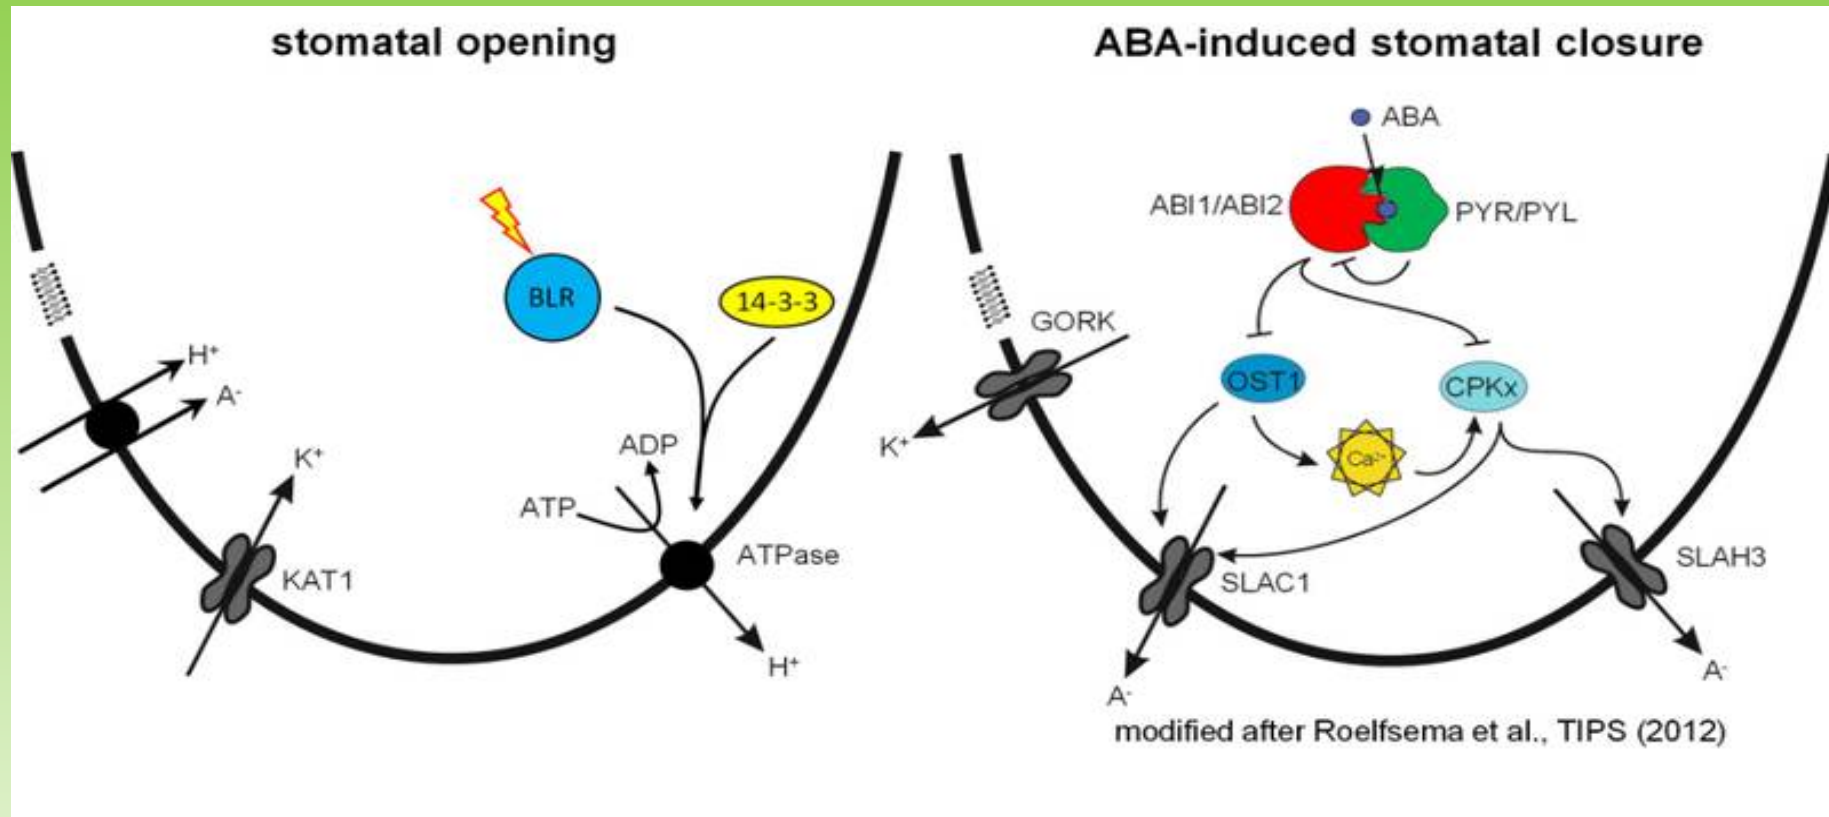 stomatal opening
BLR
14-3-3
H⁺
A⁻
K⁺
ADP
ATP
KAT1
ATPase
H⁺
ABA-induced stomatal closure
ABA
ABI1/ABI2
PYR/PYL
GORK
OST1
CPKx
K⁺
Ca²⁺
SLAC1
SLAH3
A⁻
A⁻
modified after Roelfsema et al., TIPS (2012)